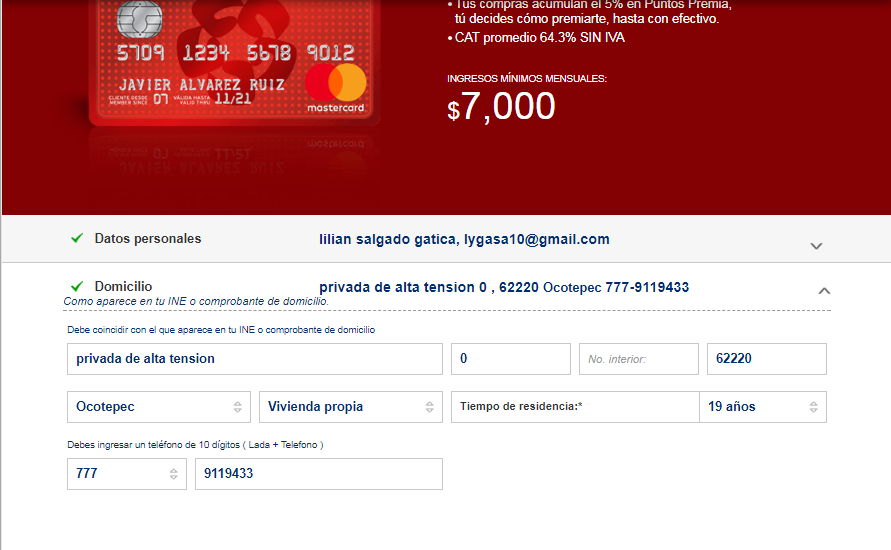 • Tus compras acumulan el 5% en Puntos Premia,
tú decides cómo premiarte, hasta con efectivo.
• CAT promedio 64.3% SIN IVA
5709 1234 5678 9012
JAVIER ALVAREZ RUIZ
CLIENTE DESDE
MEMBER SINCE 07 VÁLIDA HASTA
VALID THRU 11/21
mastercard
INGRESOS MÍNIMOS MENSUALES:
$7,000
Datos personales lilian salgado gatica, lygasa10@gmail.com
Domicilio privada de alta tension 0 , 62220 Ocotepec 777-9119433
Como aparece en tu INE o comprobante de domicilio.
Debe coincidir con el que aparece en tu INE o comprobante de domicilio
privada de alta tension 0 No. interior: 62220
Ocotepec Vivienda propia Tiempo de residencia:* 19 años
Debes ingresar un teléfono de 10 dígitos ( Lada + Telefono )
777 9119433